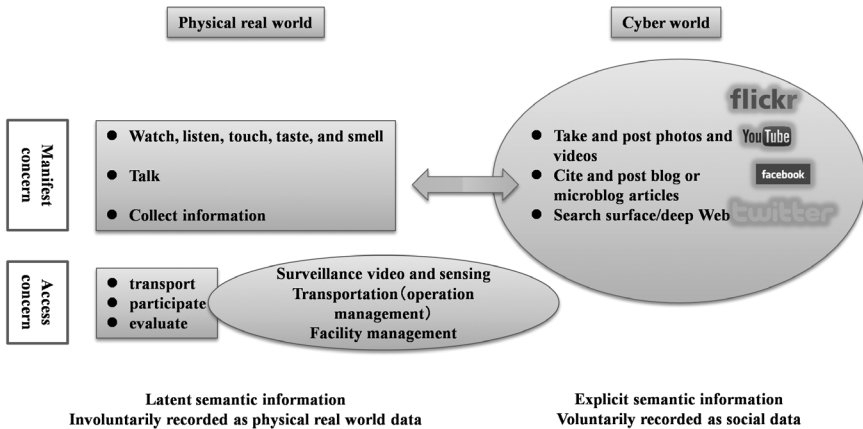 Physical real world
Cyber world
Manifest
concern
● Watch, listen, touch, taste, and smell
● Talk
● Collect information
flickr
● Take and post photos and
YouTube
videos
● Cite and post blog or
facebook
microblog articles
● Search surface/deep Web
twitter
Access
concern
● transport
● participate
● evaluate
Surveillance video and sensing
Transportation(operation
management)
Facility management
Latent semantic information
Involuntarily recorded as physical real world data
Explicit semantic information
Voluntarily recorded as social data